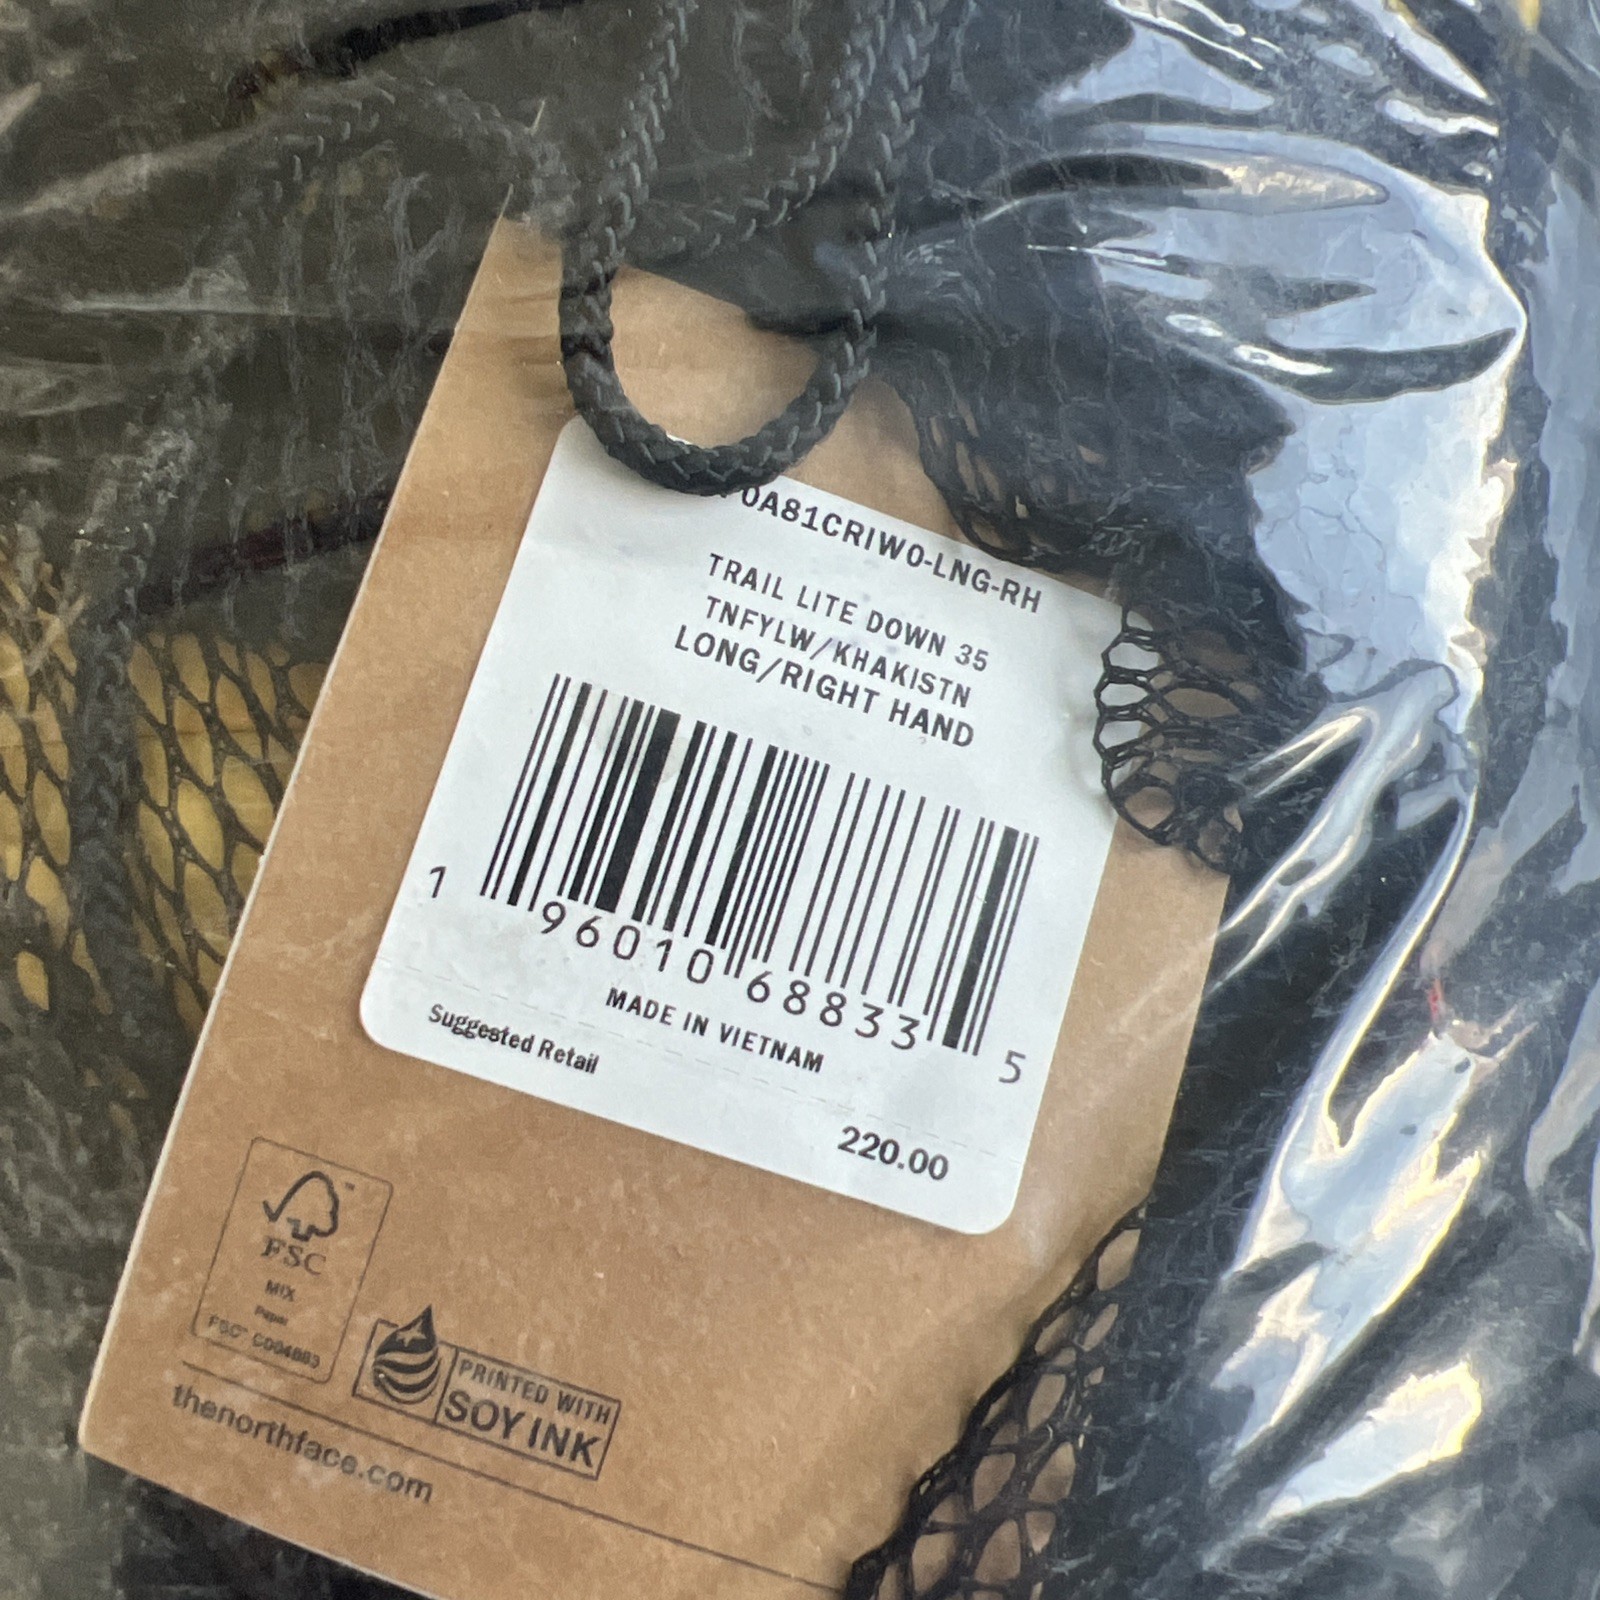 0A81CRIW0-LNG-RH
TRAIL LITE DOWN 35
TNFYLW/KHAKISTN
LONG/RIGHT HAND
1 96010 68833 5
MADE IN VIETNAM
Suggested Retail
220.00
FSC
MIX
Paper
FSC™ C004883
PRINTED WITH
SOY INK
thenorthface.com